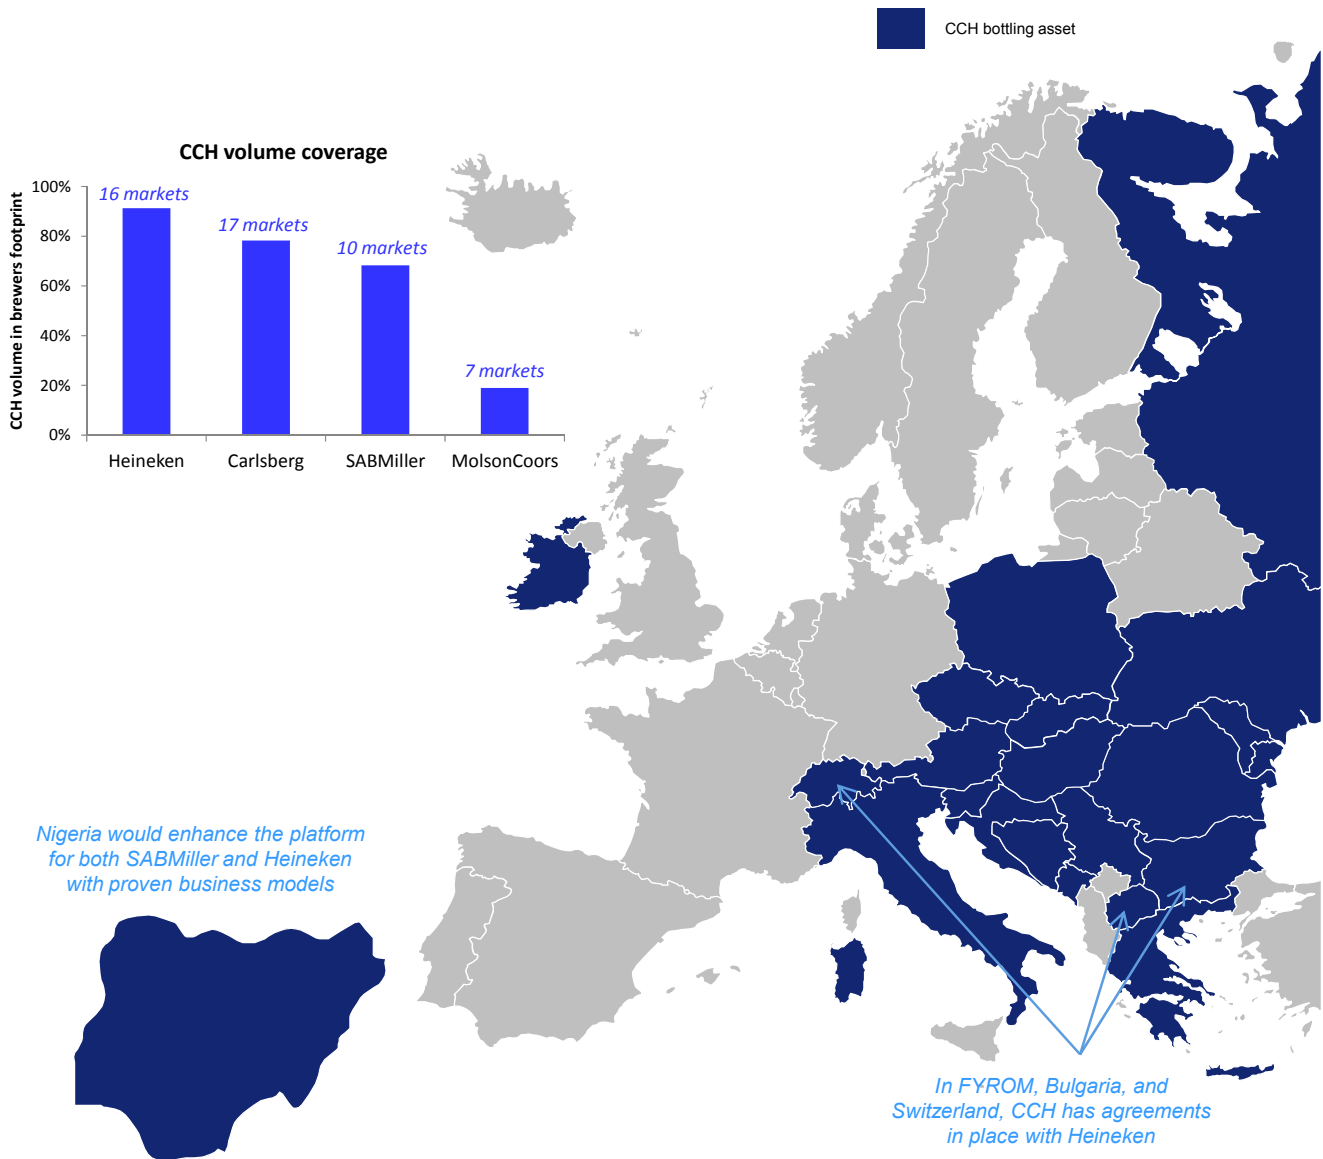 CCH bottling asset
CCH volume coverage
CCH volume in brewers footprint
100%
80%
60%
40%
20%
0%
16 markets
17 markets
10 markets
7 markets
Heineken
Carlsberg
SABMiller
MolsonCoors
Nigeria would enhance the platform
for both SABMiller and Heineken
with proven business models
In FYROM, Bulgaria, and
Switzerland, CCH has agreements
in place with Heineken